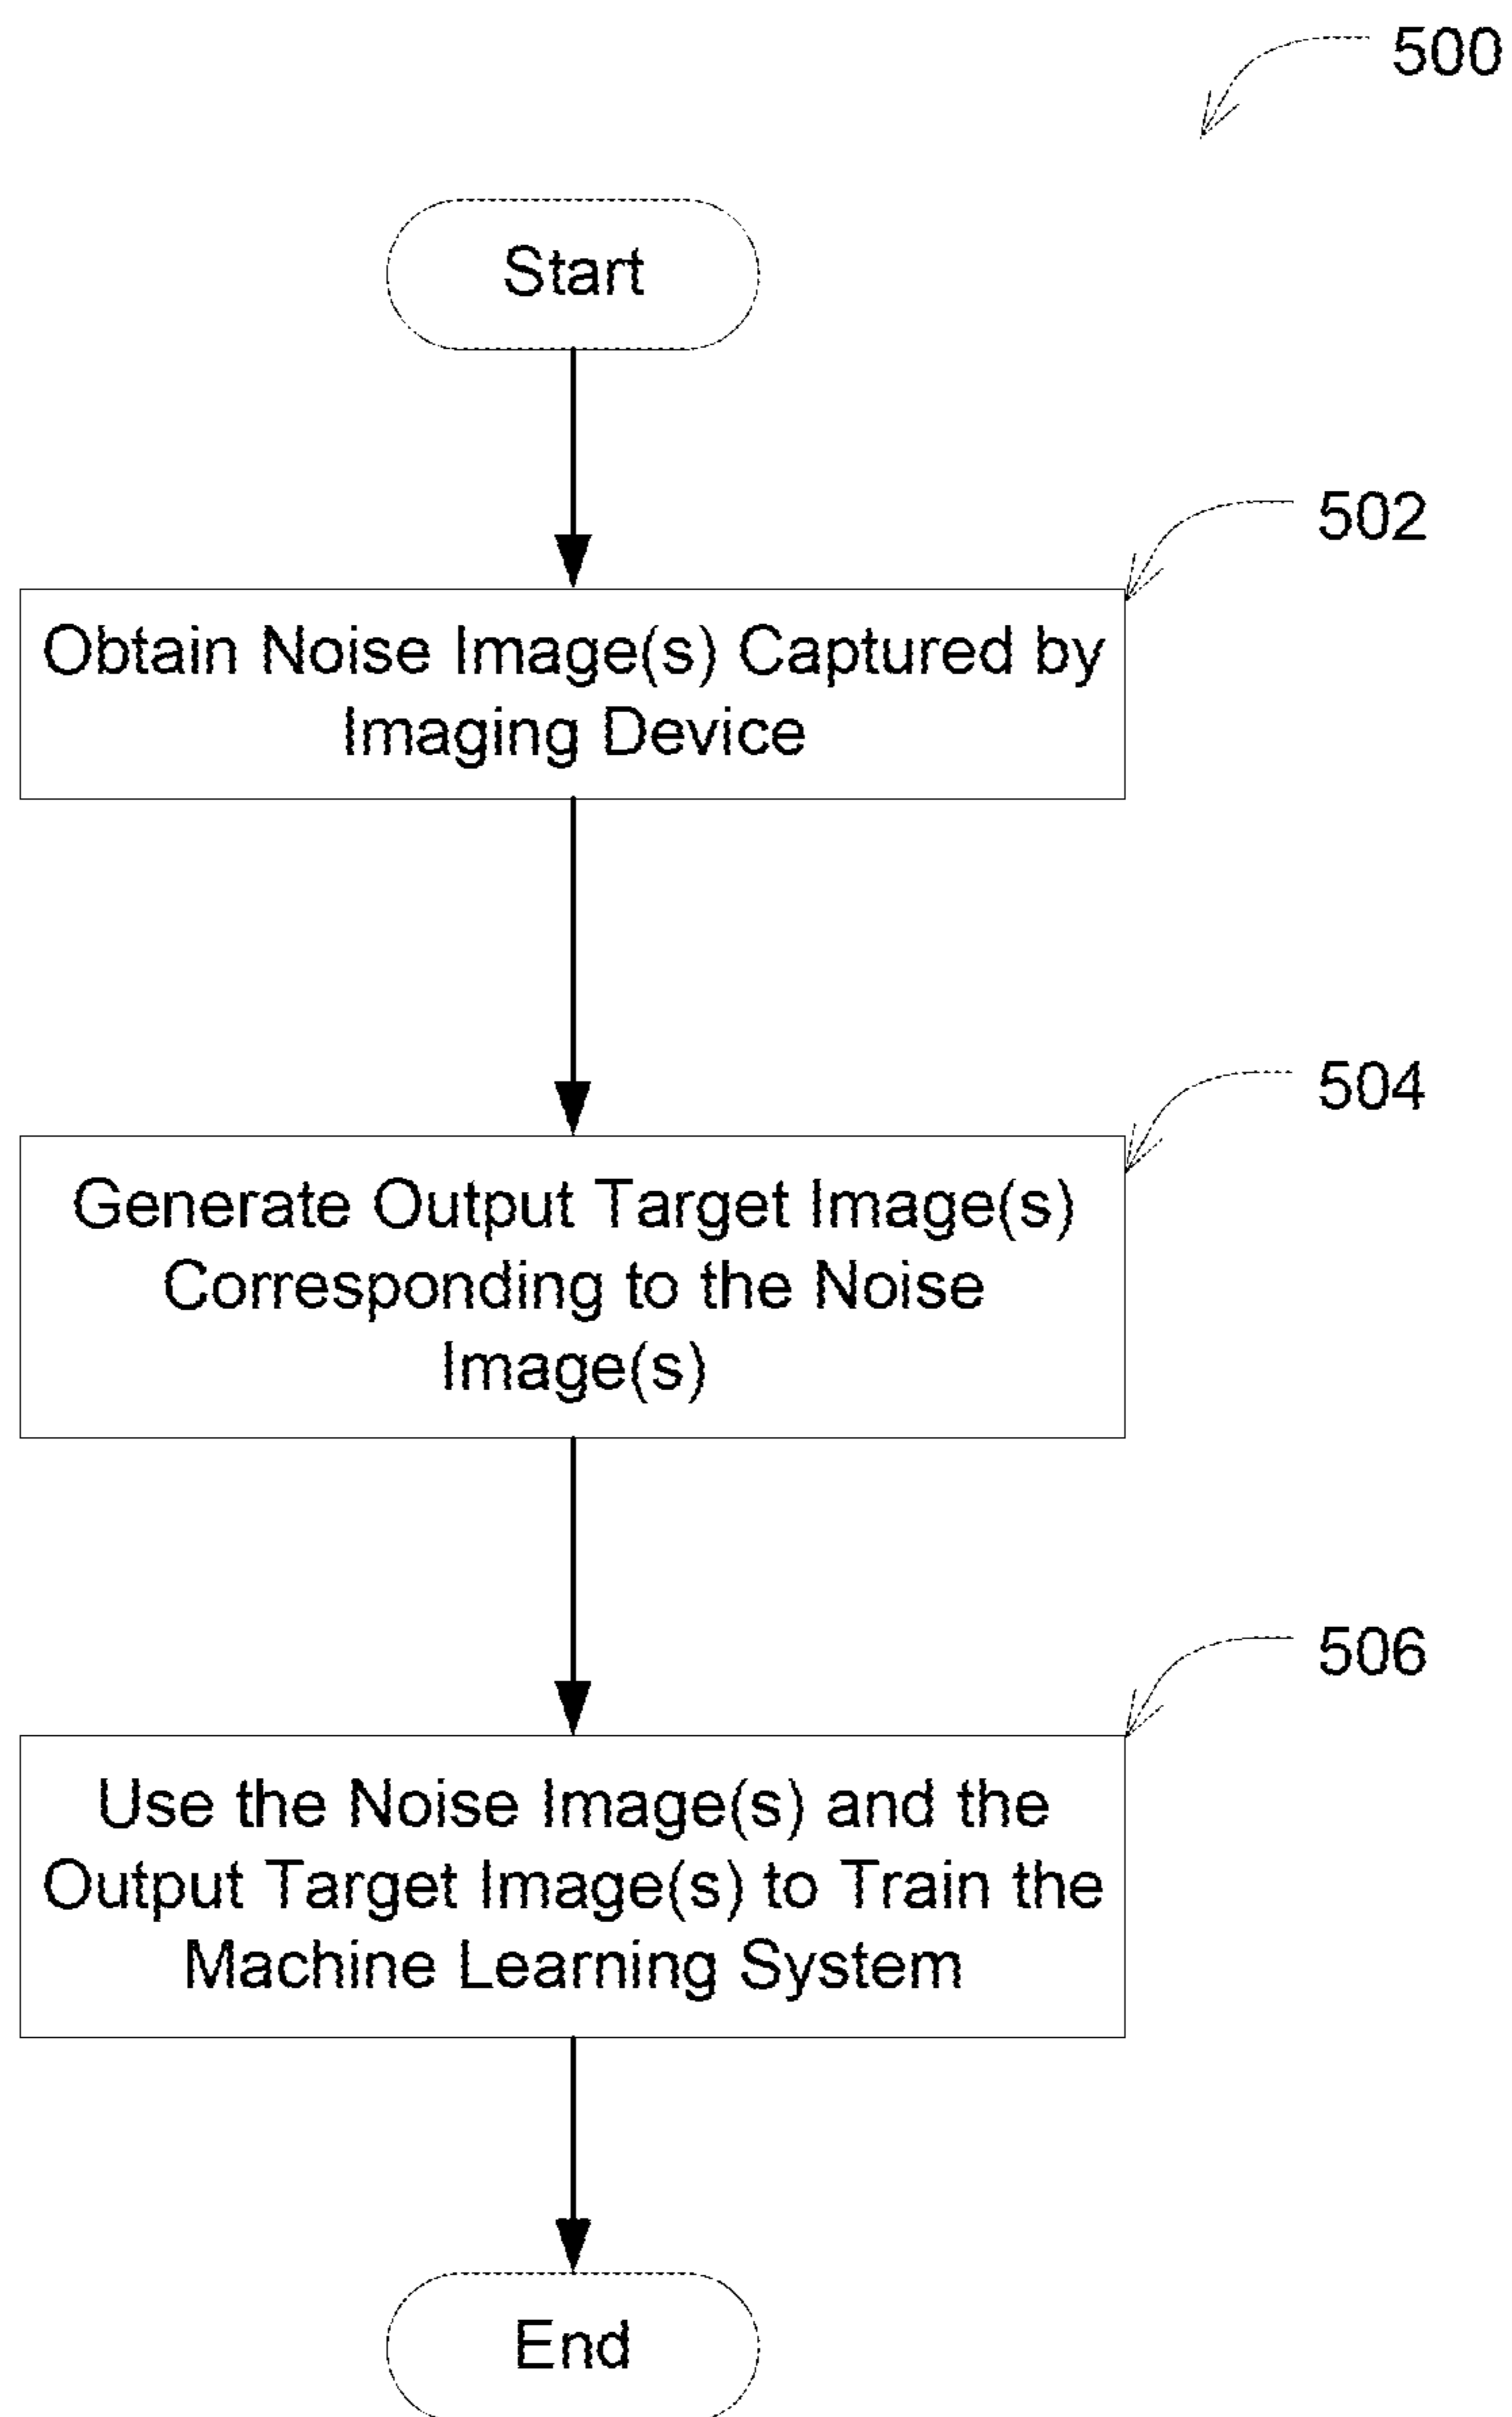 500
Start
502
Obtain Noise Image(s) Captured by
Imaging Device
504
Generate Output Target Image(s)
Corresponding to the Noise
Image(s)
506
Use the Noise Image(s) and the
Output Target Image(s) to Train the
Machine Learning System
End